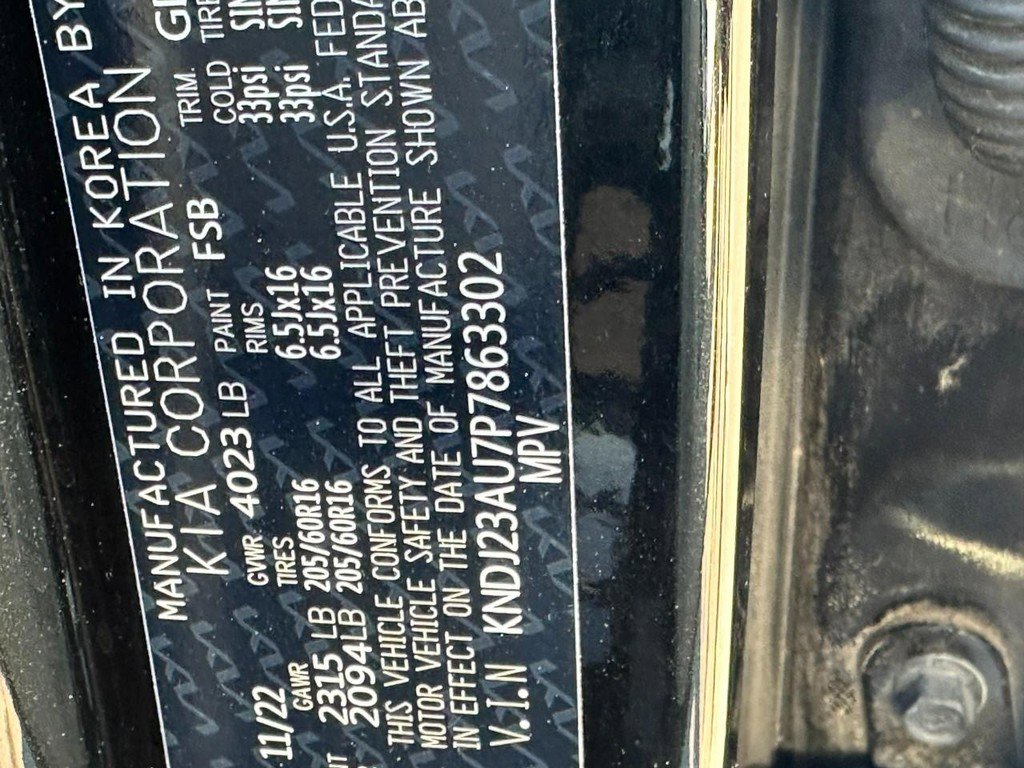 MANUFACTURED IN KOREA BY
KIA CORPORATION
11/22 GVWR 4023 LB PAINT FSB TRIM
GAWR TIRES RIMS COLD TIRE
2315 LB 205/60R16 6.5Jx16 33psi
2094LB 205/60R16 6.5Jx16 33psi
THIS VEHICLE CONFORMS TO ALL APPLICABLE U.S.A. FED
MOTOR VEHICLE SAFETY AND THEFT PREVENTION STANDA
IN EFFECT ON THE DATE OF MANUFACTURE SHOWN AB
V.I.N KNDJ23AU7P7863302
MPV